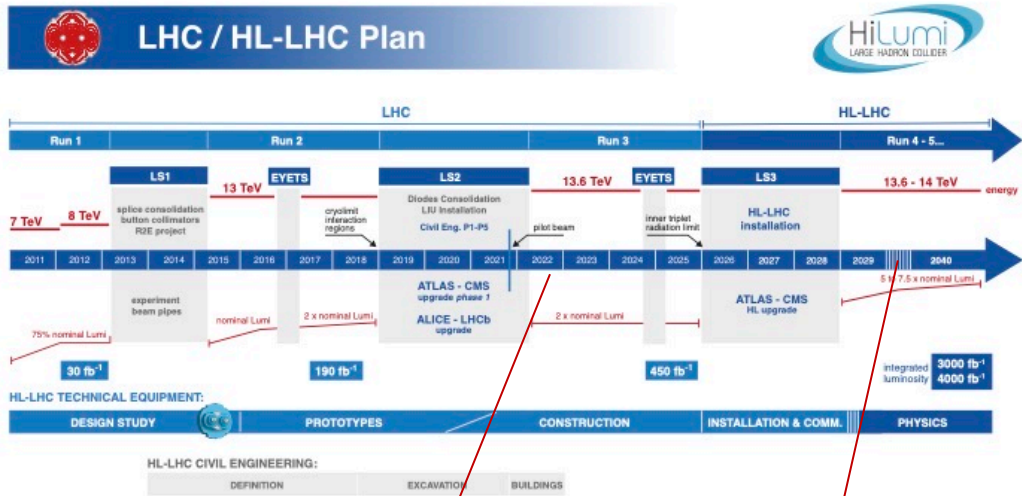 LHC / HL-LHC Plan
HiLumi
LARGE HADRON COLLIDER
LHC
HL-LHC
Run 1
Run 2
Run 3
Run 4 - 5...
LS1
EYETS
LS2
EYETS
LS3
13 TeV
13.6 TeV
13.6 - 14 TeV
energy
7 TeV
8 TeV
splice consolidation
button collimators
R2E project
cryolimit
interaction
regions
Diodes Consolidation
LIU Installation
Civil Eng. P1-P5
pilot beam
inner triplet
radiation limit
HL-LHC
installation
2011 2012 2013 2014 2015 2016 2017 2018 2019 2020 2021 2022 2023 2024 2025 2026 2027 2028 2029 2040
5 to 7.5 x nominal Lumi
experiment
beam pipes
ATLAS - CMS
upgrade phase 1
ALICE - LHCb
upgrade
ATLAS - CMS
HL upgrade
75% nominal Lumi
nominal Lumi
2 x nominal Lumi
2 x nominal Lumi
30 fb⁻¹
190 fb⁻¹
450 fb⁻¹
integrated
luminosity
3000 fb⁻¹
4000 fb⁻¹
HL-LHC TECHNICAL EQUIPMENT:
DESIGN STUDY
PROTOTYPES
CONSTRUCTION
INSTALLATION & COMM.
PHYSICS
HL-LHC CIVIL ENGINEERING:
DEFINITION
EXCAVATION
BUILDINGS